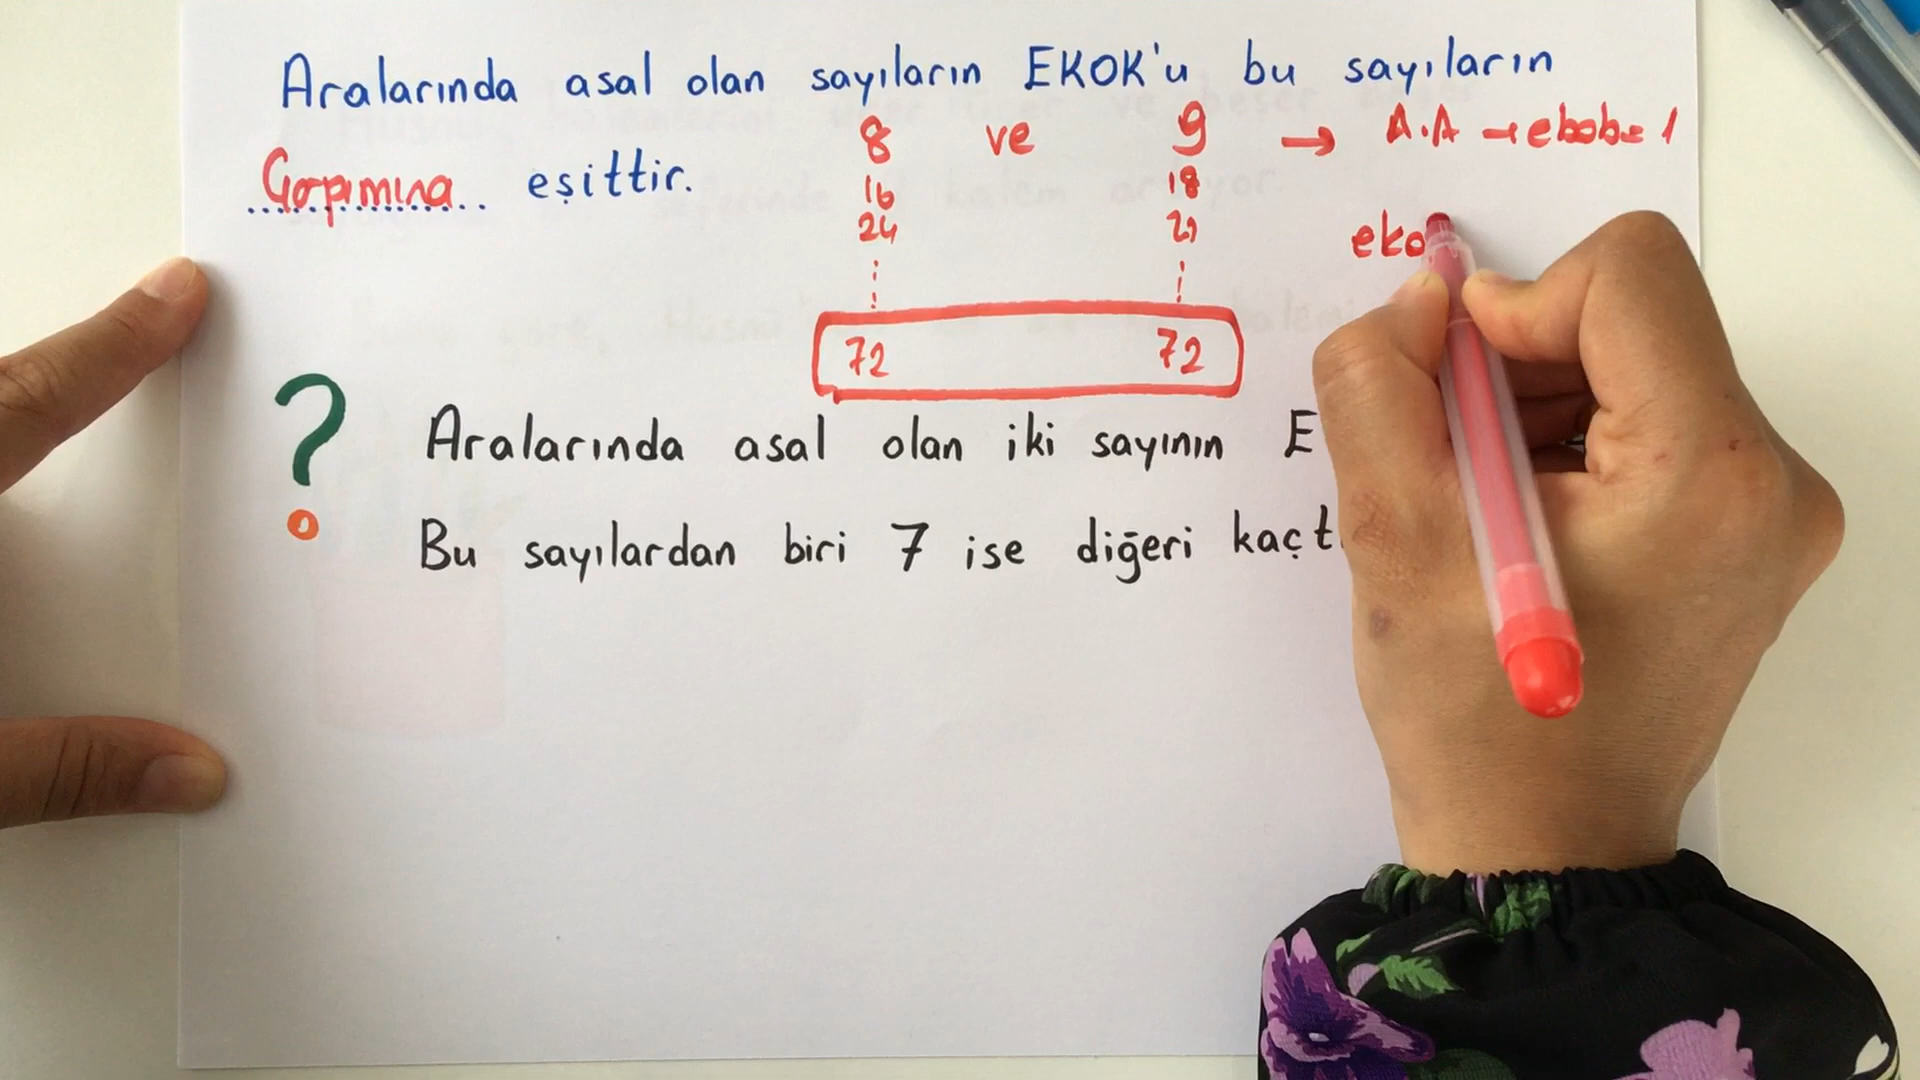 Aralarında asal olan sayıların EKOK'u bu sayıların
Çarpımına eşittir.
8 ve 9 → A.A → ebob = 1
16 18
24 27
eko
72 72
?
Aralarında asal olan iki sayının E
Bu sayılardan biri 7 ise diğeri kaçt